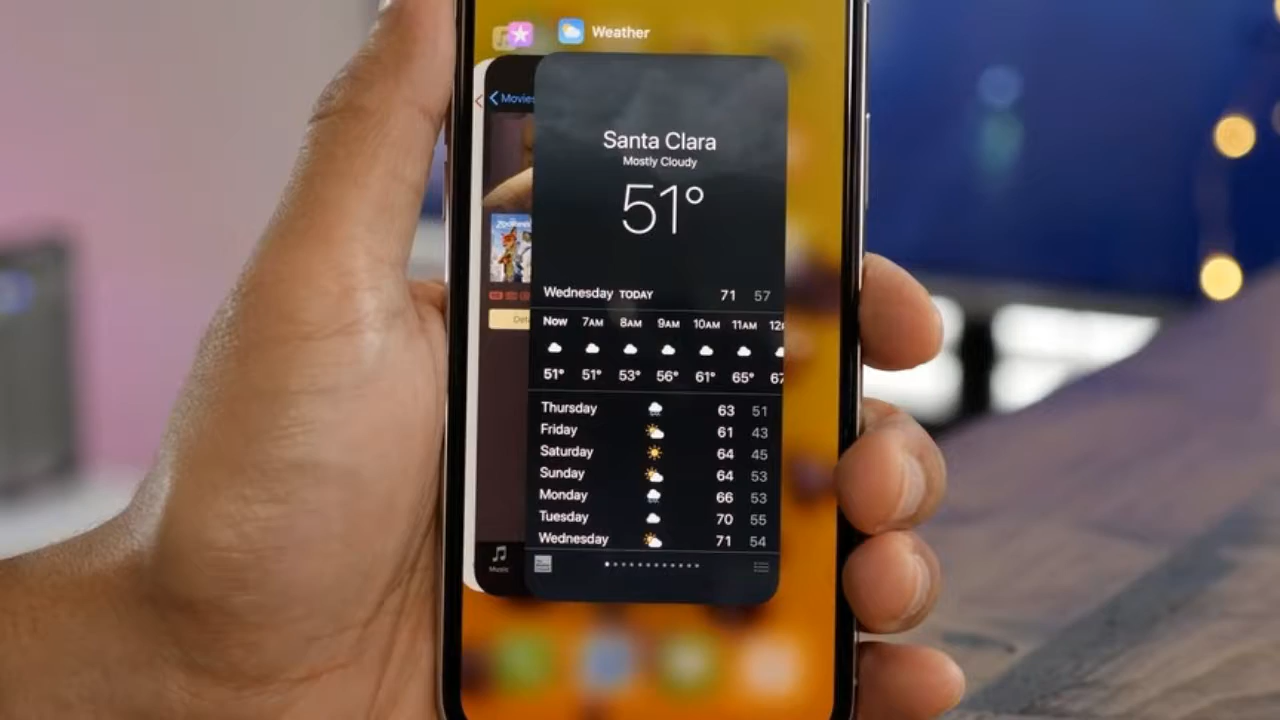 Weather
Movies
Santa Clara
Mostly Cloudy
51°
Wednesday TODAY 71 57
Now 7AM 8AM 9AM 10AM 11AM
51° 51° 53° 56° 61° 65° 67
Thursday 63 51
Friday 61 43
Saturday 64 45
Sunday 64 53
Monday 66 53
Tuesday 70 55
Wednesday 71 54
Music